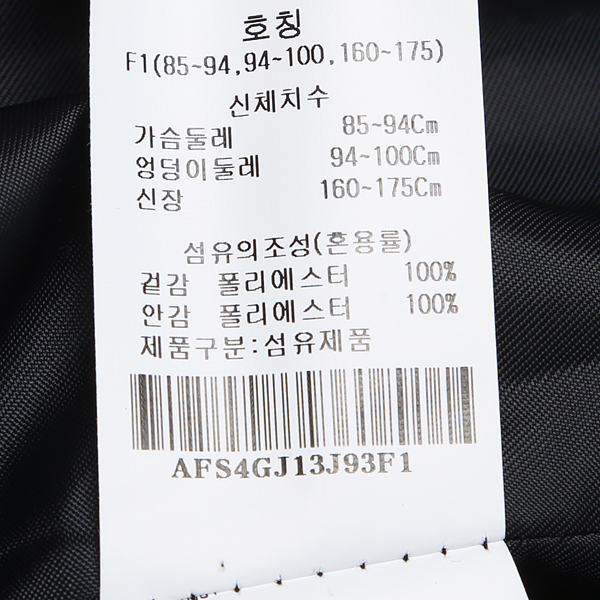 호칭
F1(85~94,94~100,160~175)
신체치수
가슴둘레 85~94Cm
엉덩이둘레 94~100Cm
신장 160~175Cm
섬유의조성(혼용률)
겉감 폴리에스터 100%
안감 폴리에스터 100%
제품구분:섬유제품
AFS4GJ13J93F1